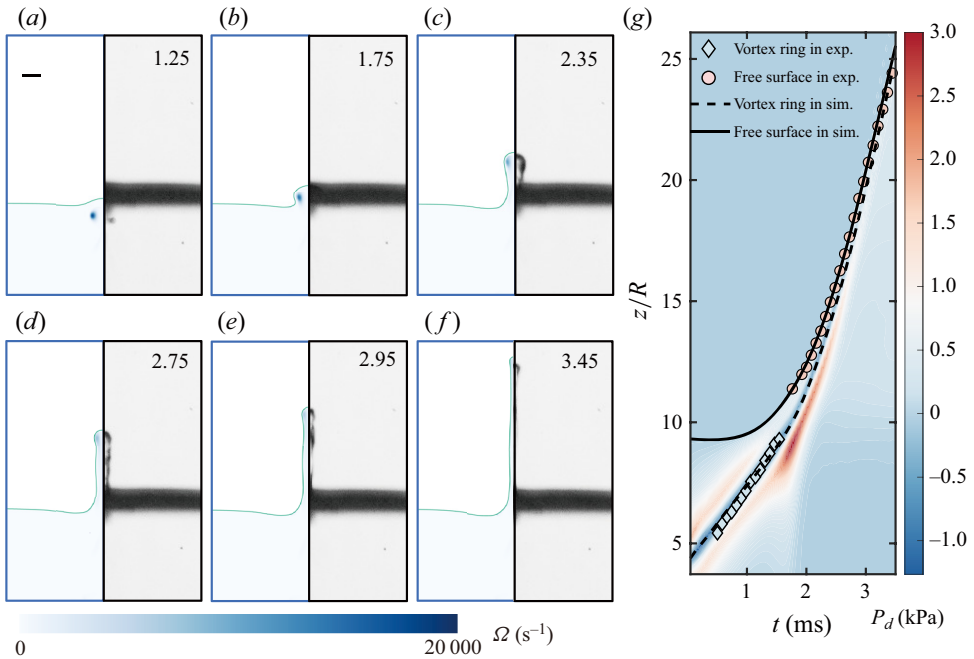 (a) (b) (c) (g)
1.25 1.75 2.35
(d) (e) (f)
2.75 2.95 3.45
0 20 000 Ω (s⁻¹)
Vortex ring in exp.
Free surface in exp.
Vortex ring in sim.
Free surface in sim.
25
20
15
10
5
z/R
1 2 3
t (ms)
3.0
2.5
2.0
1.5
1.0
0.5
0
−0.5
−1.0
P_d (kPa)